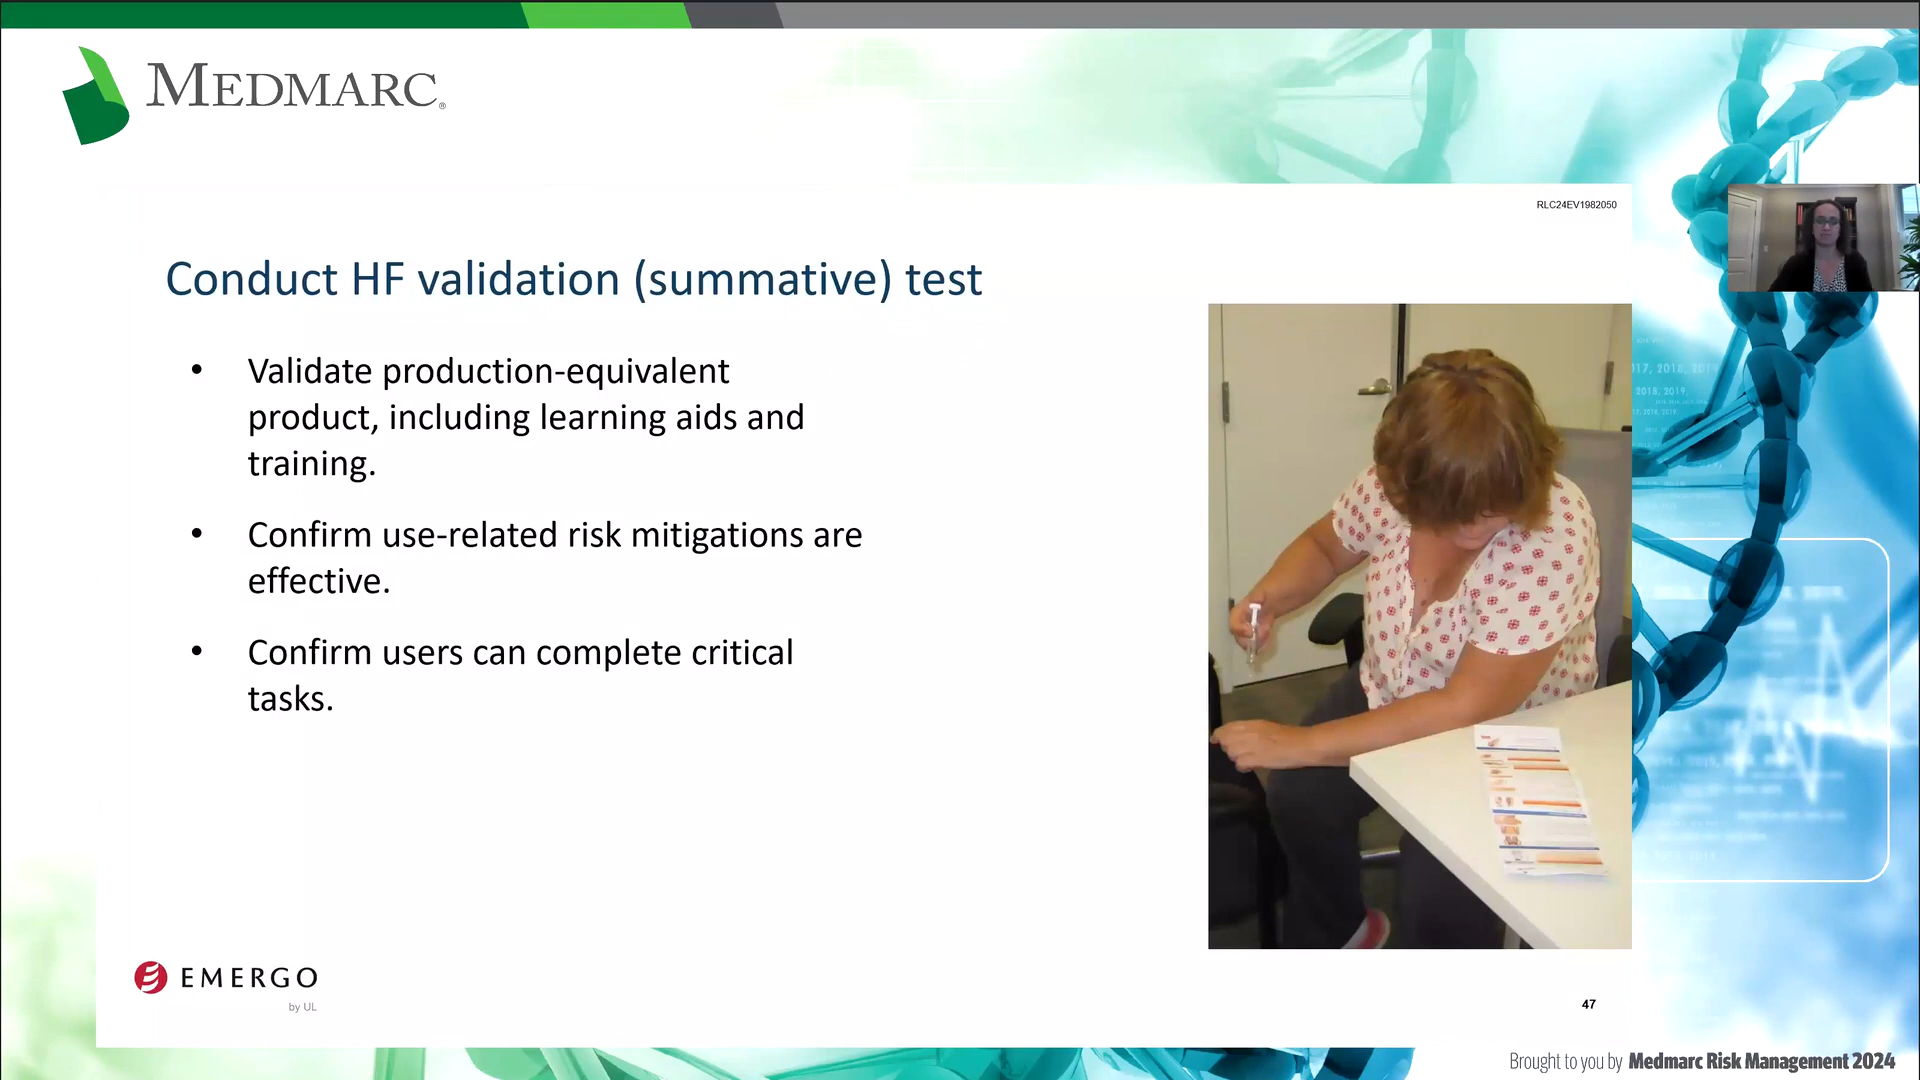 MEDMARC®
RLC24EV1982050
Conduct HF validation (summative) test
• Validate production-equivalent
product, including learning aids and
training.
• Confirm use-related risk mitigations are
effective.
• Confirm users can complete critical
tasks.
EMERGO
by UL
47
Brought to you by Medmarc Risk Management 2024